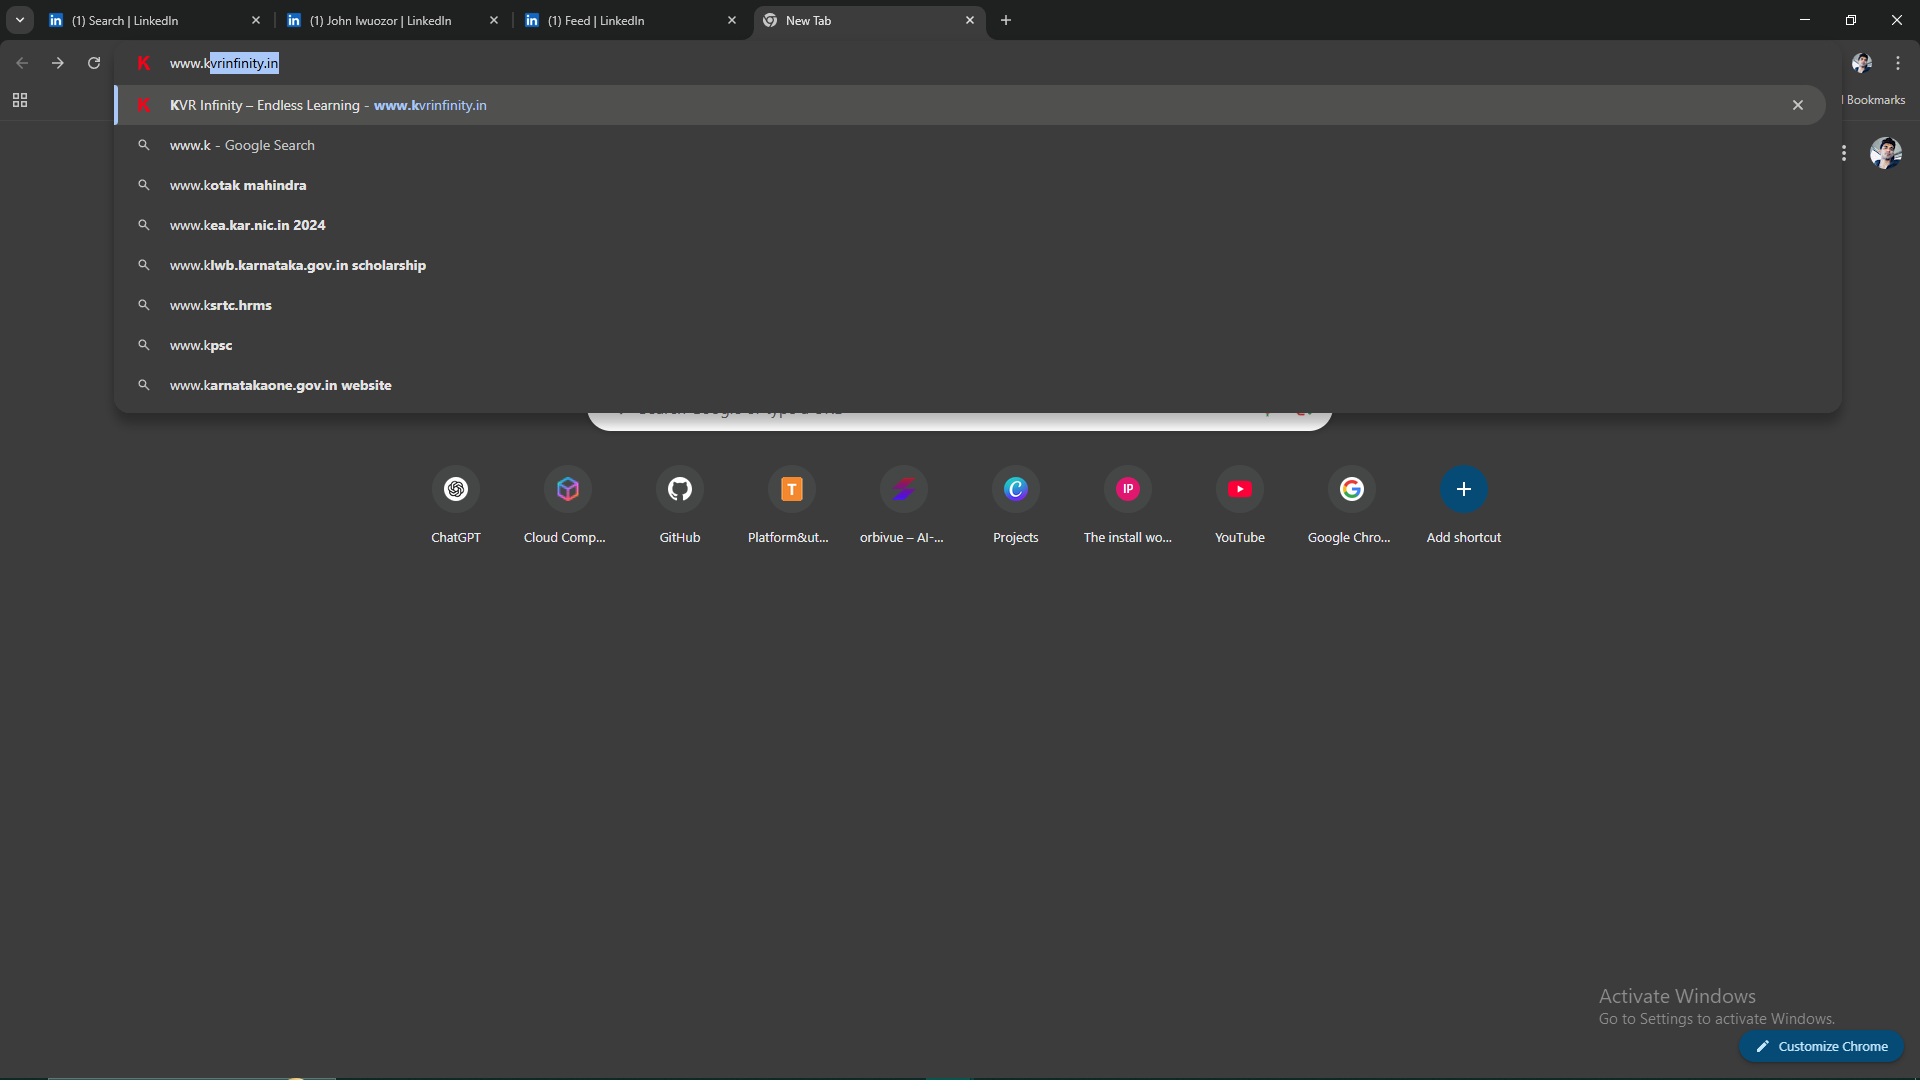 (1) Search | LinkedIn
(1) John Iwuozor | LinkedIn
(1) Feed | LinkedIn
New Tab
K www.kvrinfinity.in
K KVR Infinity – Endless Learning - www.kvrinfinity.in
Bookmarks
www.k - Google Search
www.kotak mahindra
www.kea.kar.nic.in 2024
www.klwb.karnataka.gov.in scholarship
www.ksrtc.hrms
www.kpsc
www.karnatakaone.gov.in website
ChatGPT
Cloud Comp...
GitHub
T
Platform&ut...
orbivue – AI-...
Projects
IP
The install wo...
YouTube
Google Chro...
Add shortcut
Activate Windows
Go to Settings to activate Windows.
Customize Chrome